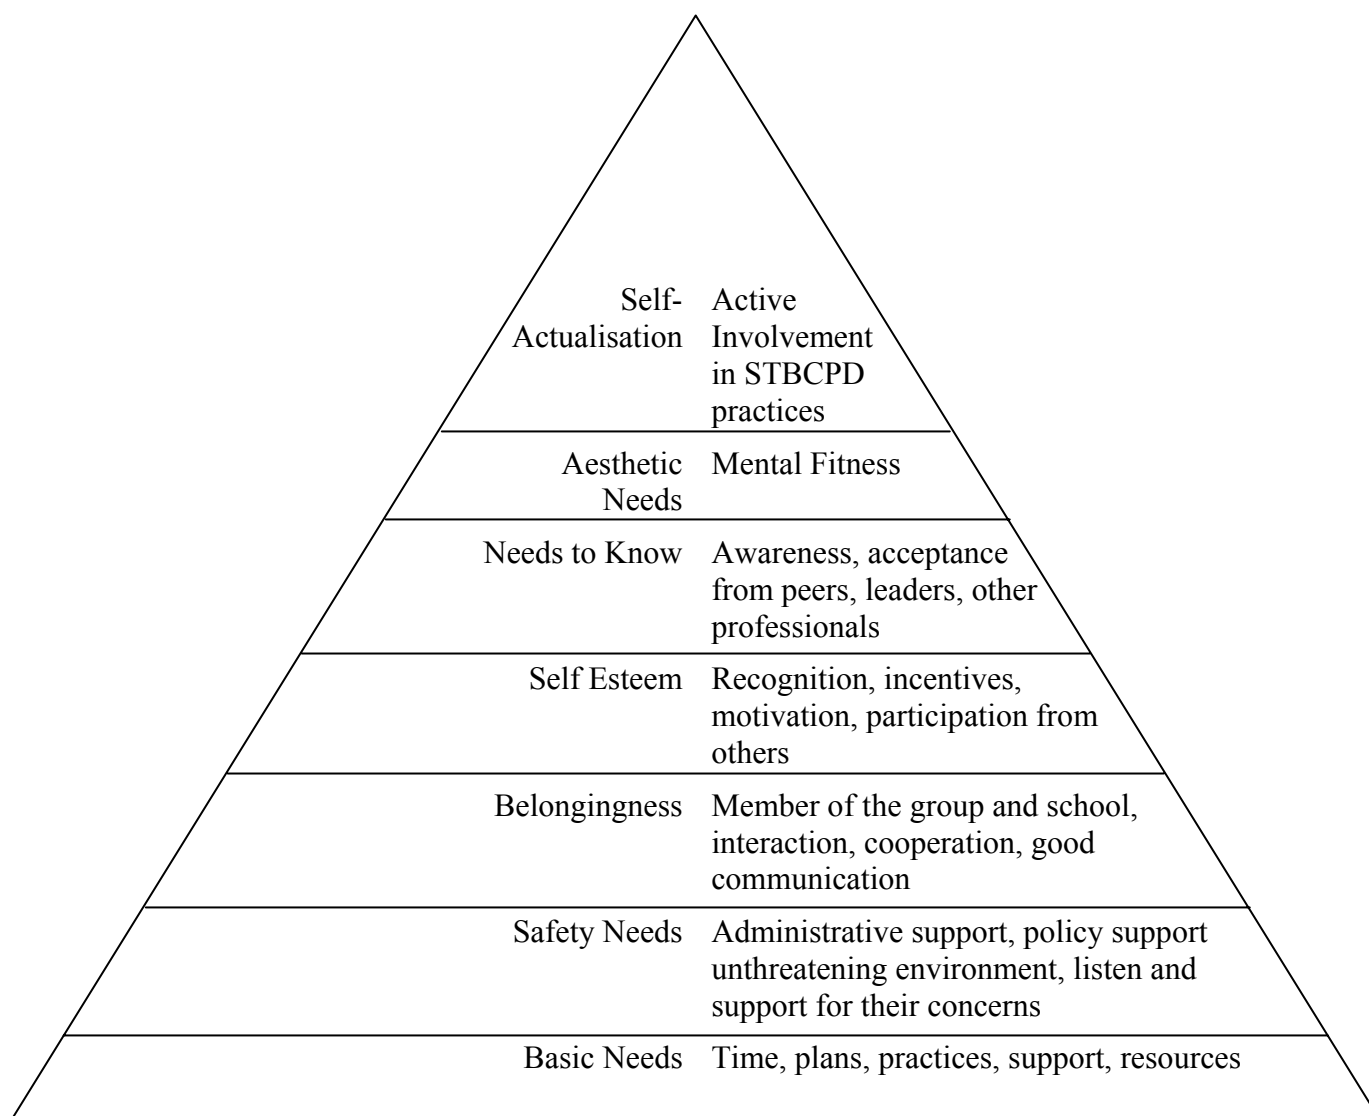 Self-
Actualisation
Active
Involvement
in STBCPD
practices
Aesthetic
Needs
Mental Fitness
Needs to Know
Awareness, acceptance
from peers, leaders, other
professionals
Self Esteem
Recognition, incentives,
motivation, participation from
others
Belongingness
Member of the group and school,
interaction, cooperation, good
communication
Safety Needs
Administrative support, policy support
unthreatening environment, listen and
support for their concerns
Basic Needs
Time, plans, practices, support, resources